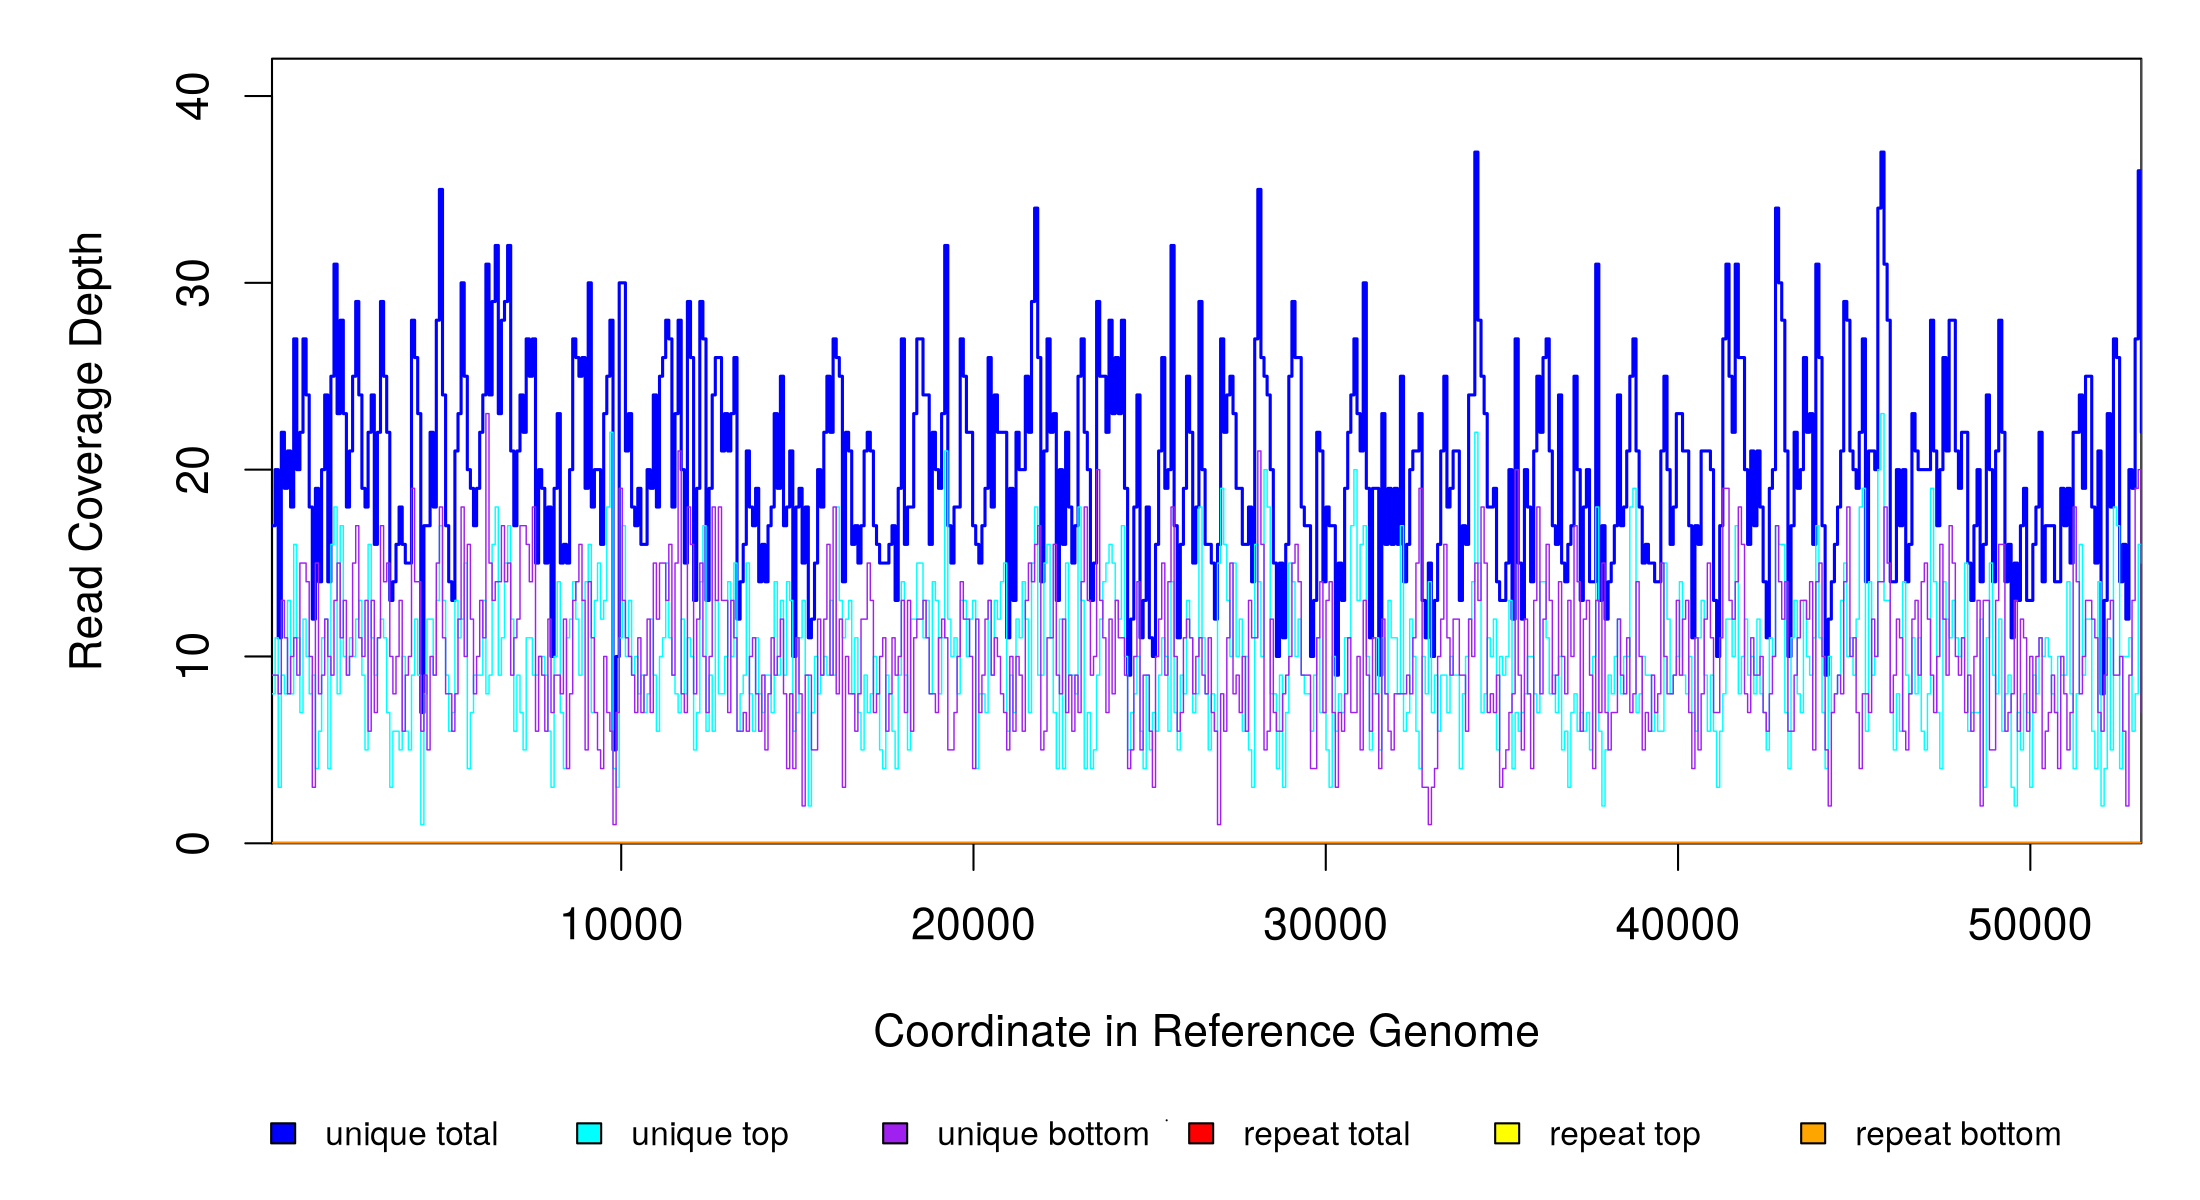 Read Coverage Depth
40
30
20
10
0
10000 20000 30000 40000 50000
Coordinate in Reference Genome
unique total unique top unique bottom repeat total repeat top repeat bottom